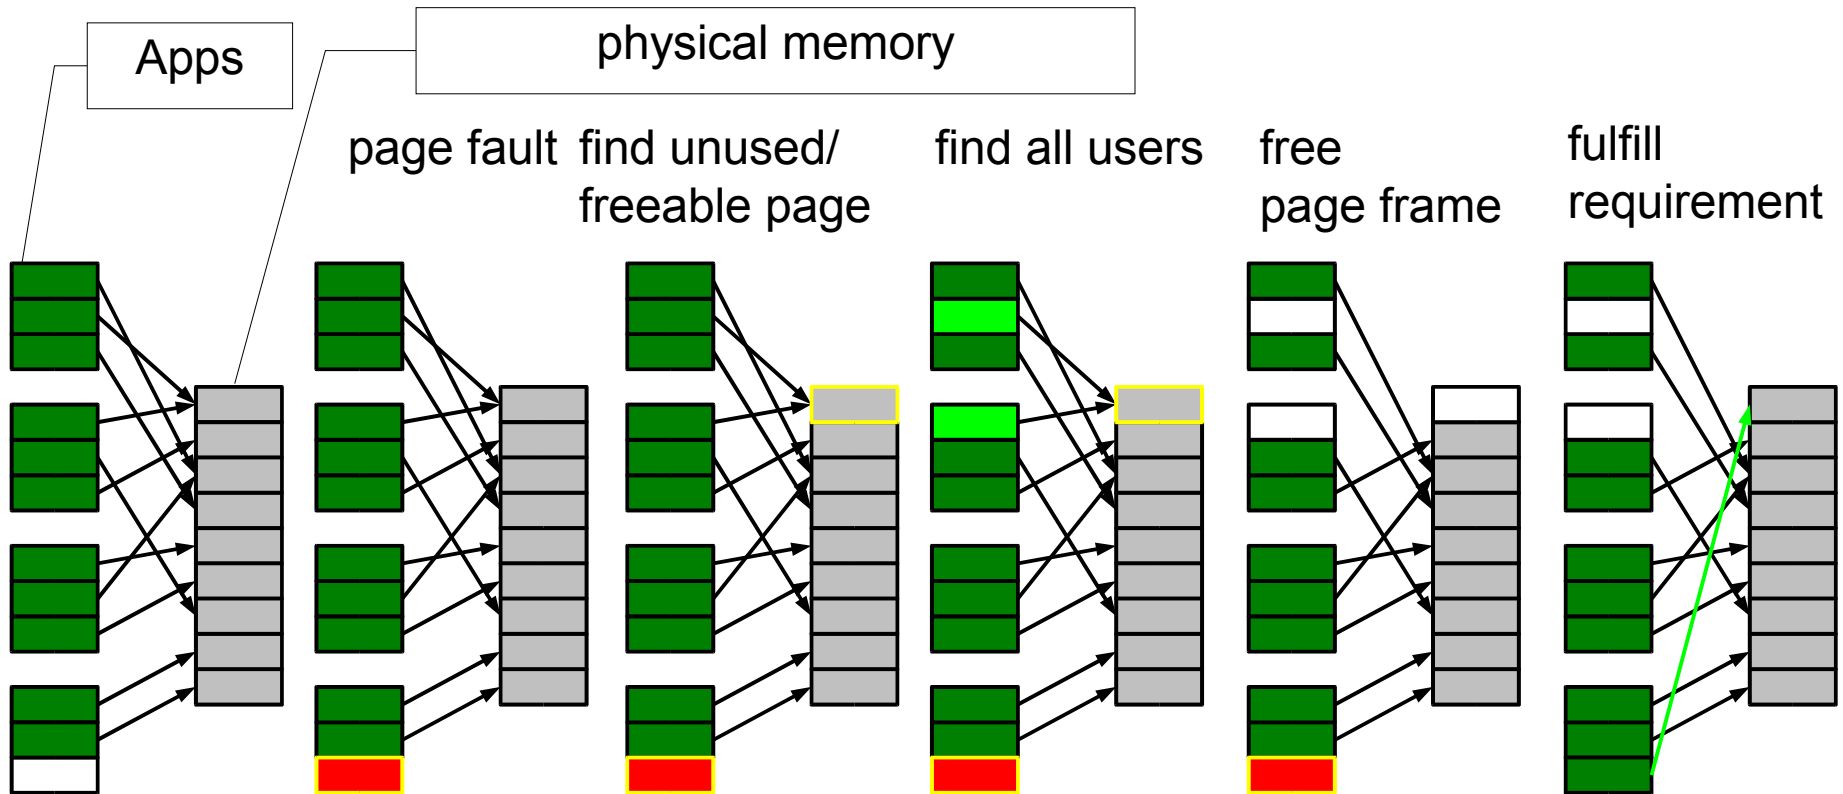 Apps
physical memory
page fault
find unused/
freeable page
find all users
free
page frame
fulfill
requirement